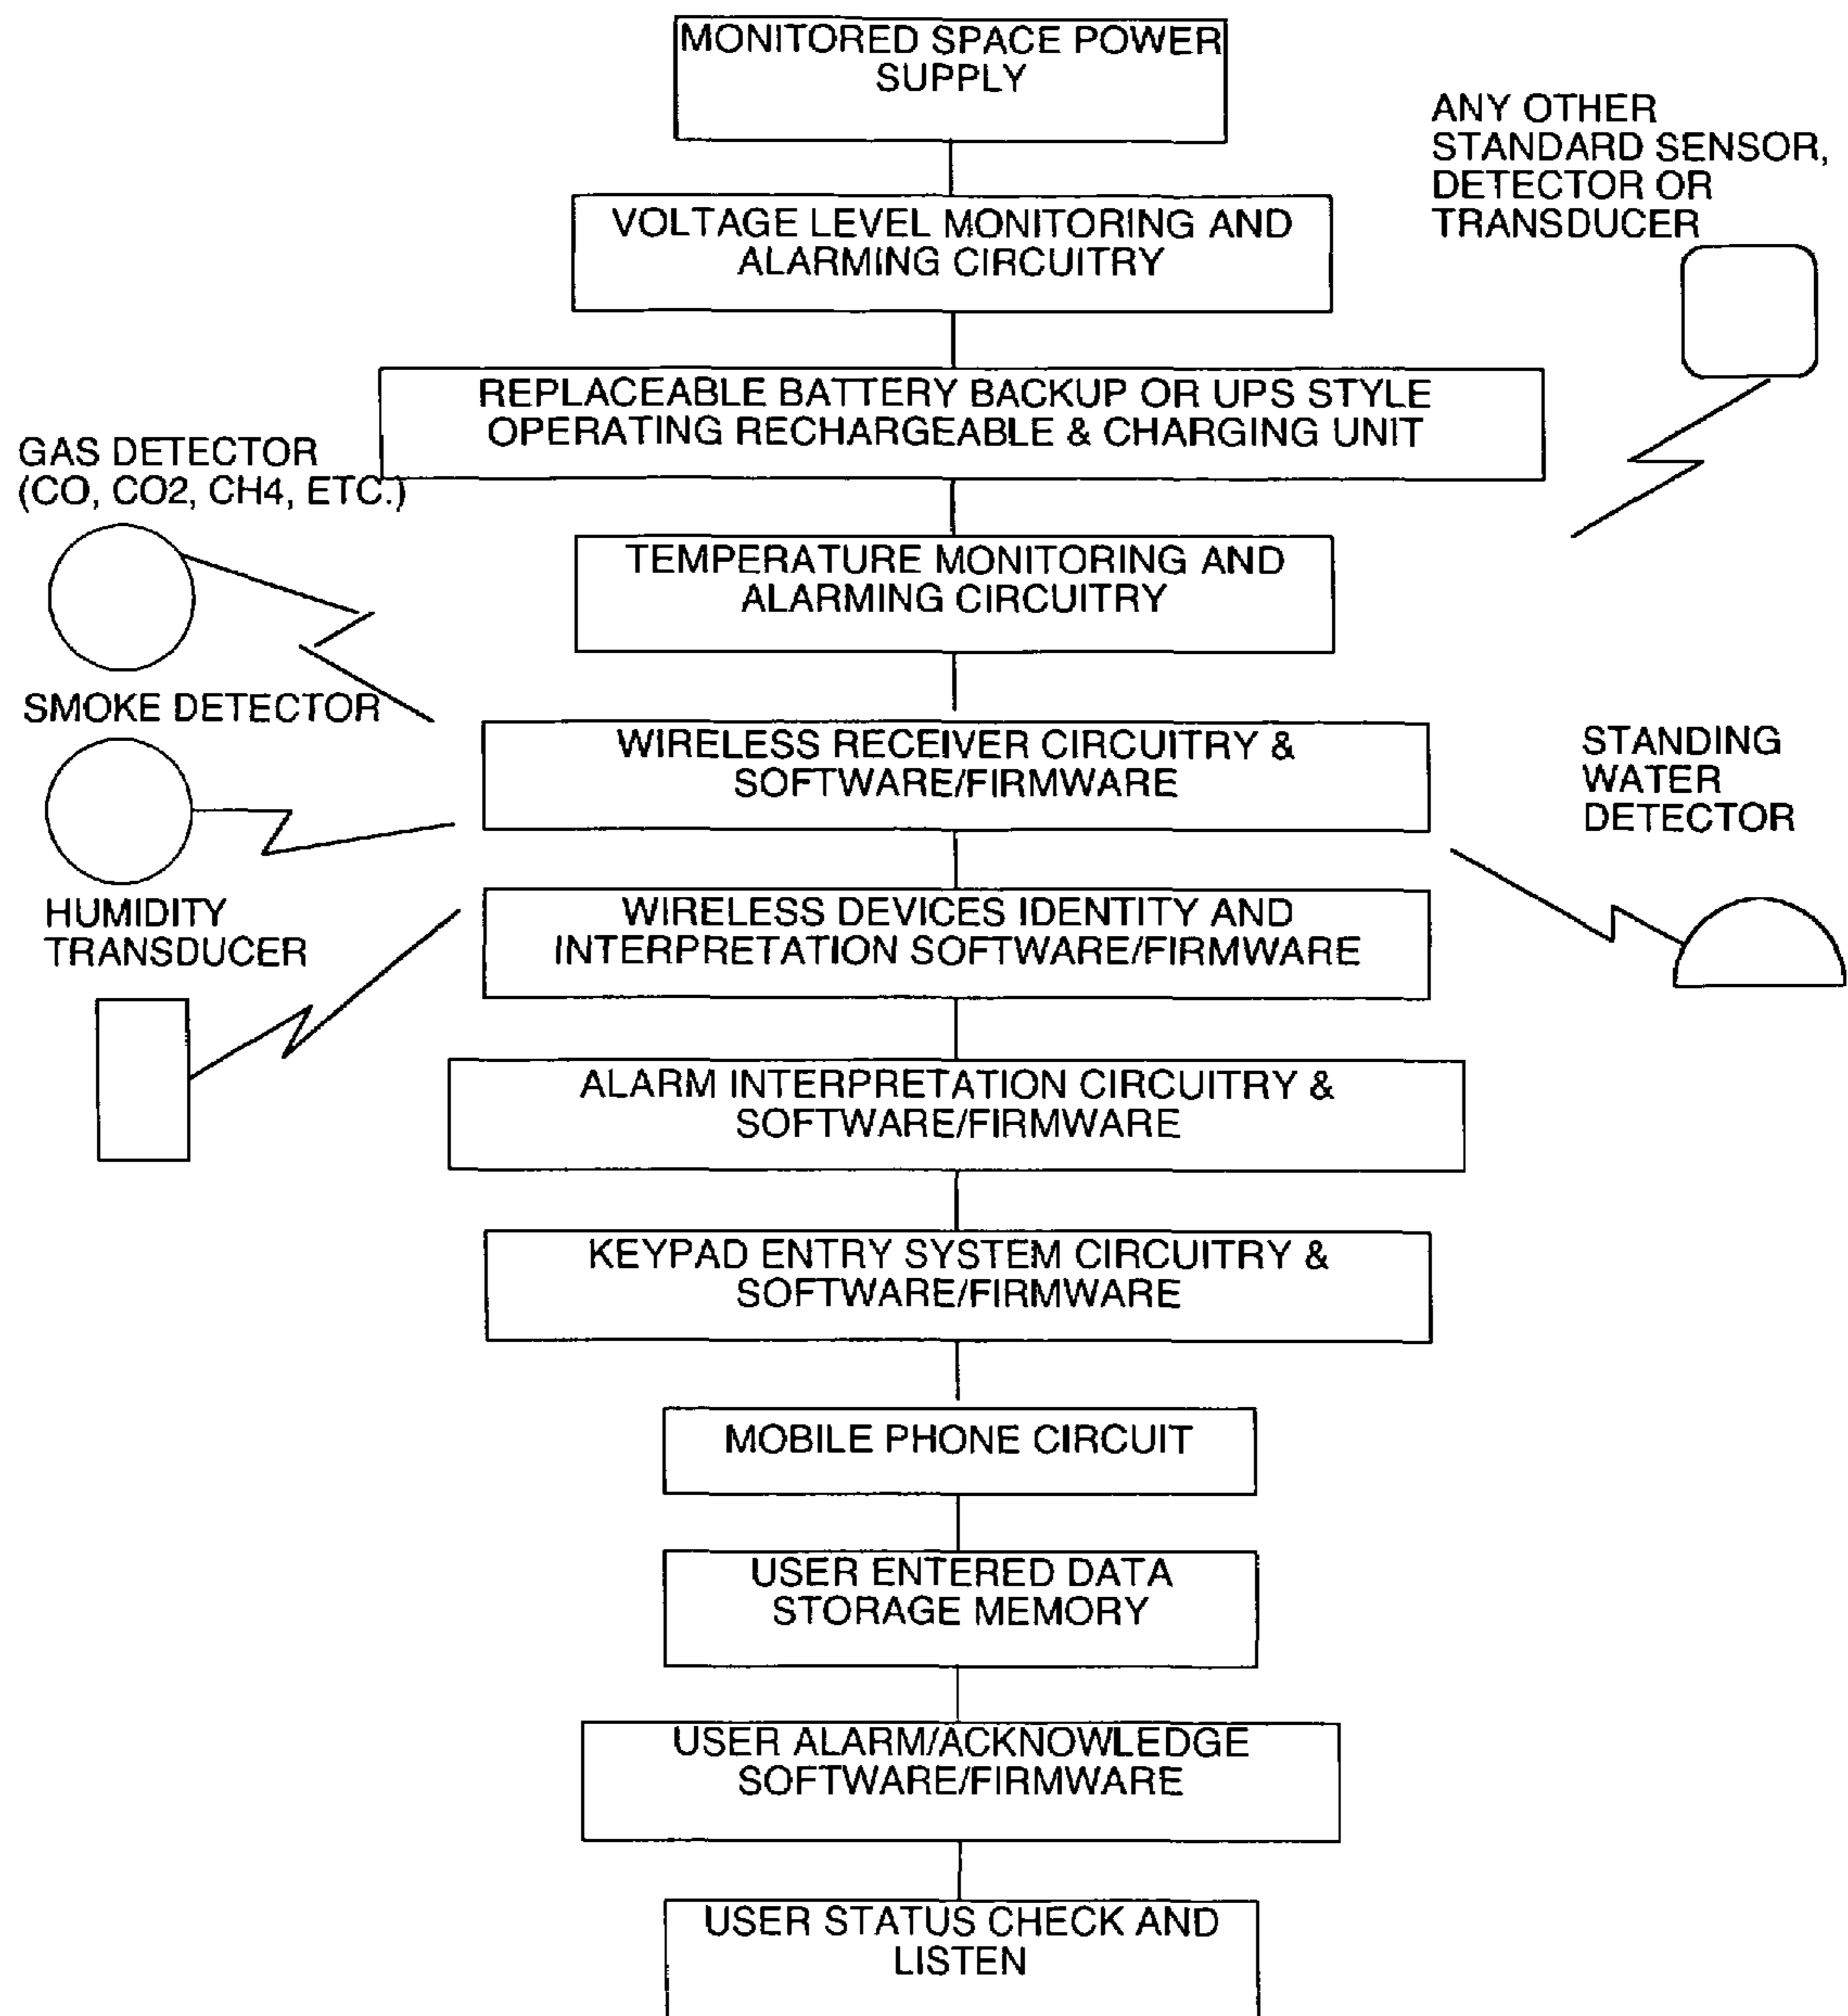 MONITORED SPACE POWER
SUPPLY
ANY OTHER
STANDARD SENSOR,
DETECTOR OR
TRANSDUCER
VOLTAGE LEVEL MONITORING AND
ALARMING CIRCUITRY
REPLACEABLE BATTERY BACKUP OR UPS STYLE
OPERATING RECHARGEABLE & CHARGING UNIT
GAS DETECTOR
(CO, CO2, CH4, ETC.)
TEMPERATURE MONITORING AND
ALARMING CIRCUITRY
SMOKE DETECTOR
WIRELESS RECEIVER CIRCUITRY &
SOFTWARE/FIRMWARE
STANDING
WATER
DETECTOR
HUMIDITY
TRANSDUCER
WIRELESS DEVICES IDENTITY AND
INTERPRETATION SOFTWARE/FIRMWARE
ALARM INTERPRETATION CIRCUITRY &
SOFTWARE/FIRMWARE
KEYPAD ENTRY SYSTEM CIRCUITRY &
SOFTWARE/FIRMWARE
MOBILE PHONE CIRCUIT
USER ENTERED DATA
STORAGE MEMORY
USER ALARM/ACKNOWLEDGE
SOFTWARE/FIRMWARE
USER STATUS CHECK AND
LISTEN